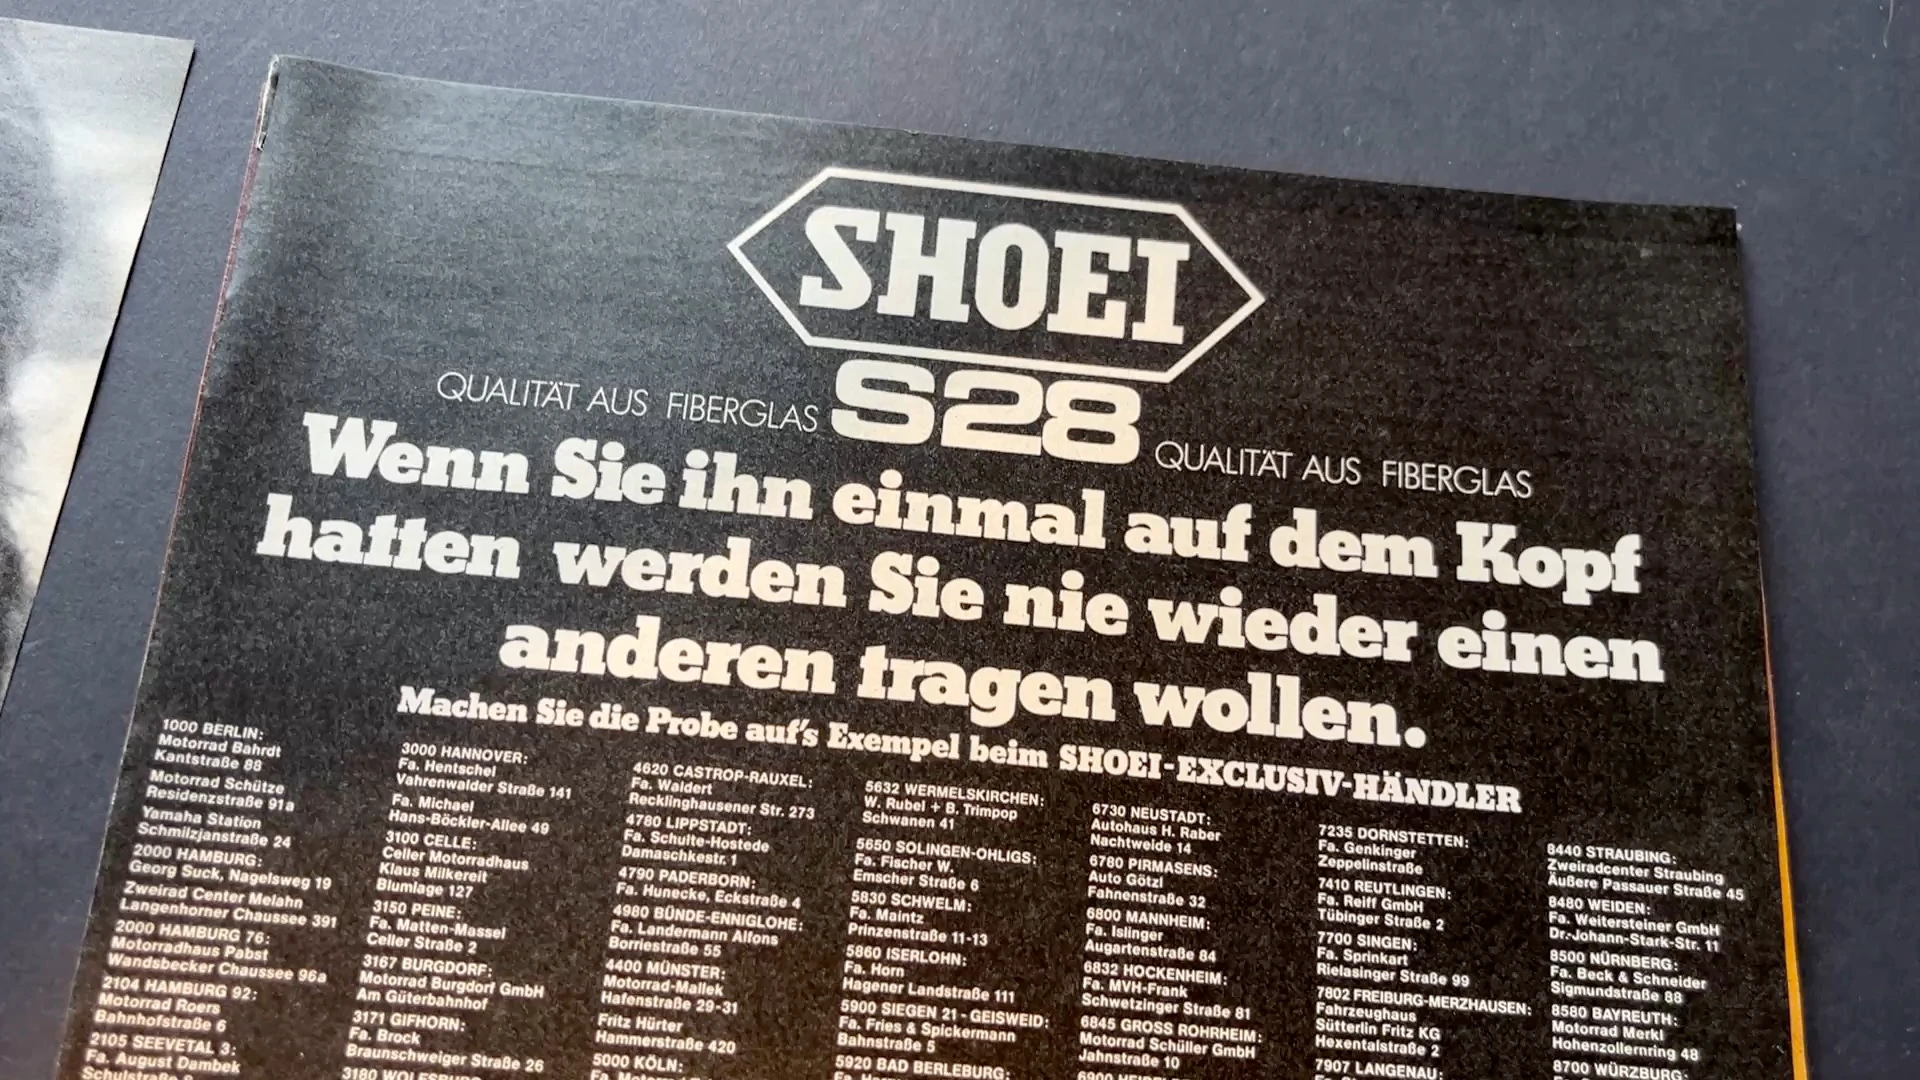 SHOEI
QUALITÄT AUS FIBERGLAS S28 QUALITÄT AUS FIBERGLAS
Wenn Sie ihn einmal auf dem Kopf
hatten werden Sie nie wieder einen
anderen tragen wollen.
Machen Sie die Probe auf's Exempel beim SHOEI-EXCLUSIV-HÄNDLER
1000 BERLIN:
Motorrad Bahrdt
Kantstraße 88
Motorrad Schütze
Residenzstraße 91a
Yamaha Station
Schmilzjanstraße 24
2000 HAMBURG:
Georg Suck, Nagelsweg 19
Zweirad Center Melahn
Langenhorner Chaussee 391
2000 HAMBURG 76:
Motorradhaus Pabst
Wandsbecker Chaussee 96a
2104 HAMBURG 92:
Motorrad Roers
Bahnhofstraße 6
2105 SEEVETAL 3:
Fa. August Dambek
3000 HANNOVER:
Fa. Hentschel
Vahrenwalder Straße 141
Fa. Michael
Hans-Böckler-Allee 49
3100 CELLE:
Celler Motorradhaus
Klaus Milkereit
Blumlage 127
3150 PEINE:
Fa. Matten-Massel
Celler Straße 2
3167 BURGDORF:
Motorrad Burgdorf GmbH
Am Güterbahnhof
3171 GIFHORN:
Fa. Brock
Braunschweiger Straße 26
3180 WOLFSBURG
4620 CASTROP-RAUXEL:
Fa. Waldert
Recklinghausener Str. 273
4780 LIPPSTADT:
Fa. Schulte-Hostede
Damaschkestr. 1
4790 PADERBORN:
Fa. Hunecke, Eckstraße 4
4980 BÜNDE-ENNIGLOHE:
Fa. Landermann Alfons
Borriestraße 55
4400 MÜNSTER:
Motorrad-Mallek
Hafenstraße 29-31
Fritz Hürter
Hammerstraße 420
5000 KÖLN:
5632 WERMELSKIRCHEN:
W. Rubel + B. Trimpop
Schwanen 41
5650 SOLINGEN-OHLIGS:
Fa. Fischer W.
Emscher Straße 6
5830 SCHWELM:
Fa. Maintz
Prinzenstraße 11-13
5860 ISERLOHN:
Fa. Horn
Hagener Landstraße 111
5900 SIEGEN 21 - GEISWEID:
Fa. Fries & Spickermann
Bahnstraße 5
5920 BAD BERLEBURG:
6730 NEUSTADT:
Autohaus H. Raber
Nachtweide 14
6780 PIRMASENS:
Auto Götzl
Fahnenstraße 32
6800 MANNHEIM:
Fa. Islinger
Augartenstraße 84
6832 HOCKENHEIM:
Fa. MVH-Frank
Schwetzinger Straße 81
6845 GROSS ROHRHEIM:
Motorrad Schüller GmbH
Jahnstraße 10
7235 DORNSTETTEN:
Fa. Genkinger
Zeppelinstraße
7410 REUTLINGEN:
Fa. Reiff GmbH
Tübinger Straße 2
7700 SINGEN:
Fa. Sprinkart
Rielasinger Straße 99
7802 FREIBURG-MERZHAUSEN:
Fahrzeughaus
Sütterlin Fritz KG
Hexentalstraße 2
7907 LANGENAU:
8440 STRAUBING:
Zweiradcenter Straubing
Äußere Passauer Straße 45
8480 WEIDEN:
Fa. Weitersteiner GmbH
Dr.-Johann-Stark-Str. 11
8500 NÜRNBERG:
Fa. Beck & Schneider
Sigmundstraße 88
8580 BAYREUTH:
Motorrad Merkl
Hohenzollernring 48
8700 WÜRZBURG: